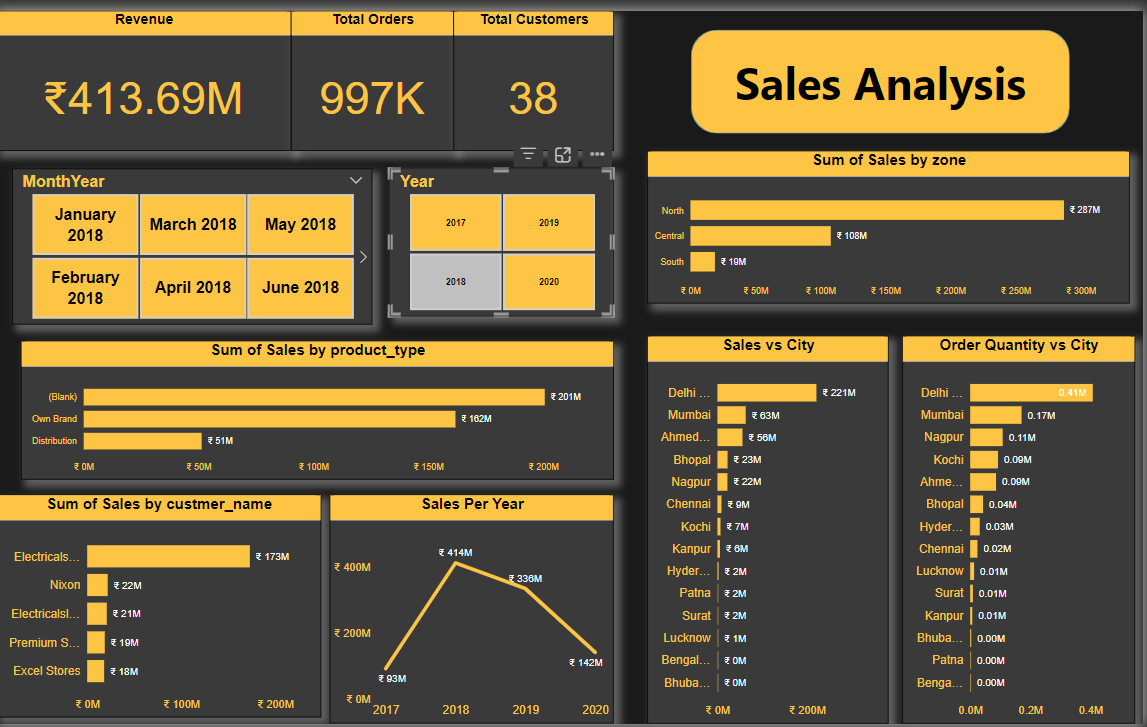 Revenue
₹413.69M
Total Orders
997K
Total Customers
38
Sales Analysis
MonthYear
January
2018
March 2018
May 2018
February
2018
April 2018
June 2018
Year
2017
2019
2018
2020
Sum of Sales by zone
North ₹ 287M
Central ₹ 108M
South ₹ 19M
₹ 0M ₹ 50M ₹ 100M ₹ 150M ₹ 200M ₹ 250M ₹ 300M
Sum of Sales by product_type
(Blank) ₹ 201M
Own Brand ₹ 162M
Distribution ₹ 51M
₹ 0M ₹ 50M ₹ 100M ₹ 150M ₹ 200M
Sum of Sales by custmer_name
Electricals... ₹ 173M
Nixon ₹ 22M
Electricalsl... ₹ 21M
Premium S... ₹ 19M
Excel Stores ₹ 18M
₹ 0M ₹ 100M ₹ 200M
Sales Per Year
₹ 414M
₹ 400M
₹ 336M
₹ 200M
₹ 142M
₹ 93M
₹ 0M
2017 2018 2019 2020
Sales vs City
Delhi ... ₹ 221M
Mumbai ₹ 63M
Ahmed... ₹ 56M
Bhopal ₹ 23M
Nagpur ₹ 22M
Chennai ₹ 9M
Kochi ₹ 7M
Kanpur ₹ 6M
Hyder... ₹ 2M
Patna ₹ 2M
Surat ₹ 2M
Lucknow ₹ 1M
Bengal... ₹ 0M
Bhuba... ₹ 0M
₹ 0M ₹ 200M
Order Quantity vs City
Delhi ... 0.41M
Mumbai 0.17M
Nagpur 0.11M
Kochi 0.09M
Ahme... 0.09M
Bhopal 0.04M
Hyder... 0.03M
Chennai 0.02M
Lucknow 0.01M
Surat 0.01M
Kanpur 0.01M
Bhuba... 0.00M
Patna 0.00M
Benga... 0.00M
0.0M 0.2M 0.4M